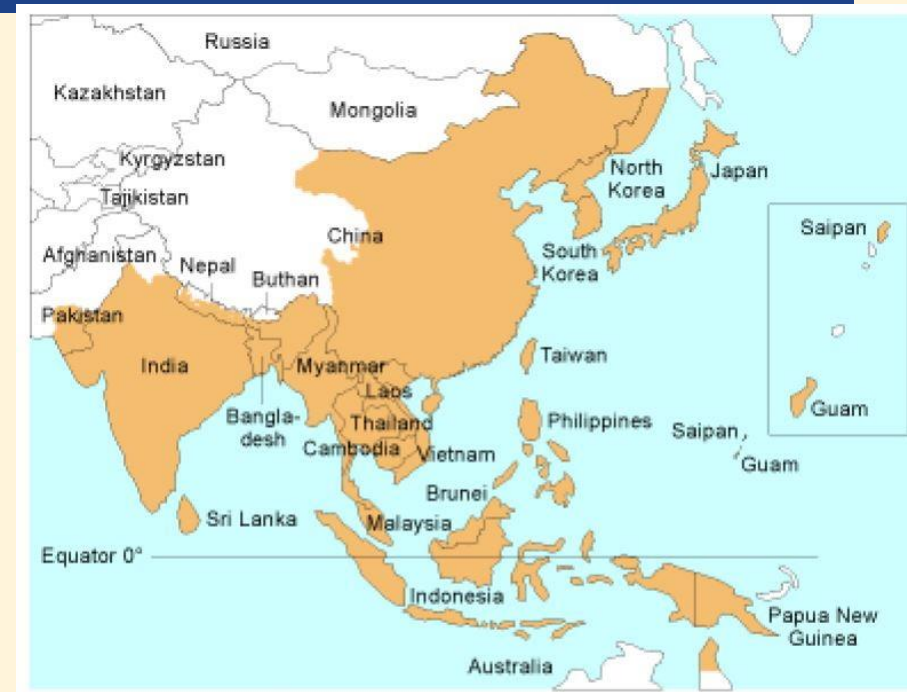 Russia
Kazakhstan
Mongolia
Kyrgyzstan
Tajikistan
North
Korea
Japan
Saipan
China
Afghanistan
Nepal
Buthan
South
Korea
Pakistan
India
Myanmar
Taiwan
Laos
Bangla-
desh
Thailand
Philippines
Guam
Saipan
Cambodia
Vietnam
Guam
Brunei
Sri Lanka
Malaysia
Equator 0°
Indonesia
Papua New
Guinea
Australia